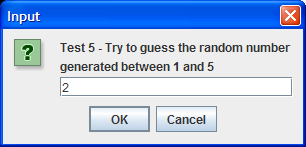 Input
?
Test 5 - Try to guess the random number
generated between 1 and 5
2
OK Cancel